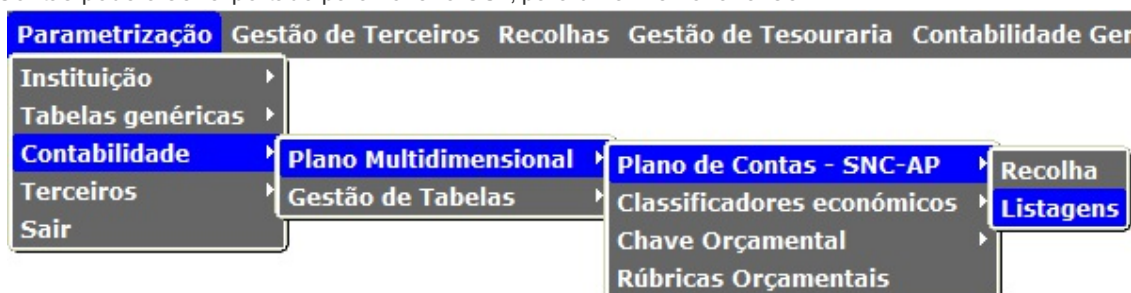 Parametrização Gestão de Terceiros Recolhas Gestão de Tesouraria Contabilidade Ger
Instituição
Tabelas genéricas
Contabilidade
Terceiros
Sair
Plano Multidimensional
Gestão de Tabelas
Plano de Contas - SNC-AP
Classificadores económicos
Chave Orçamental
Rúbricas Orçamentais
Recolha
Listagens